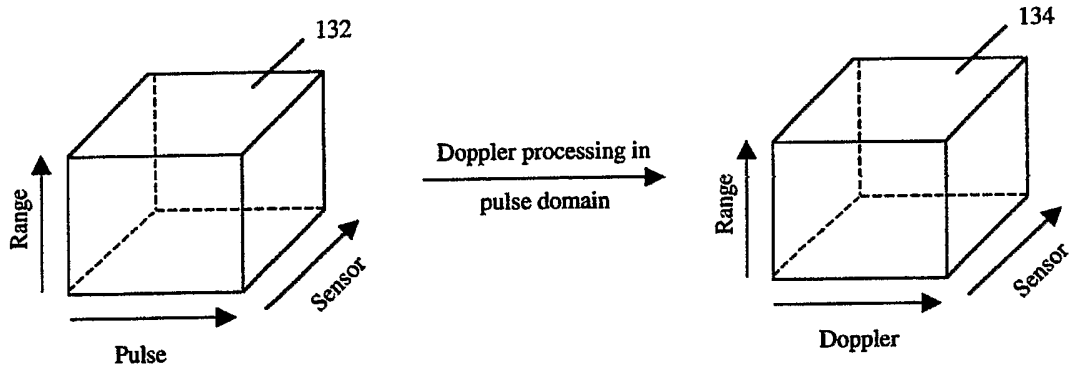 132
Range
Sensor
Pulse
Doppler processing in
pulse domain
134
Range
Sensor
Doppler